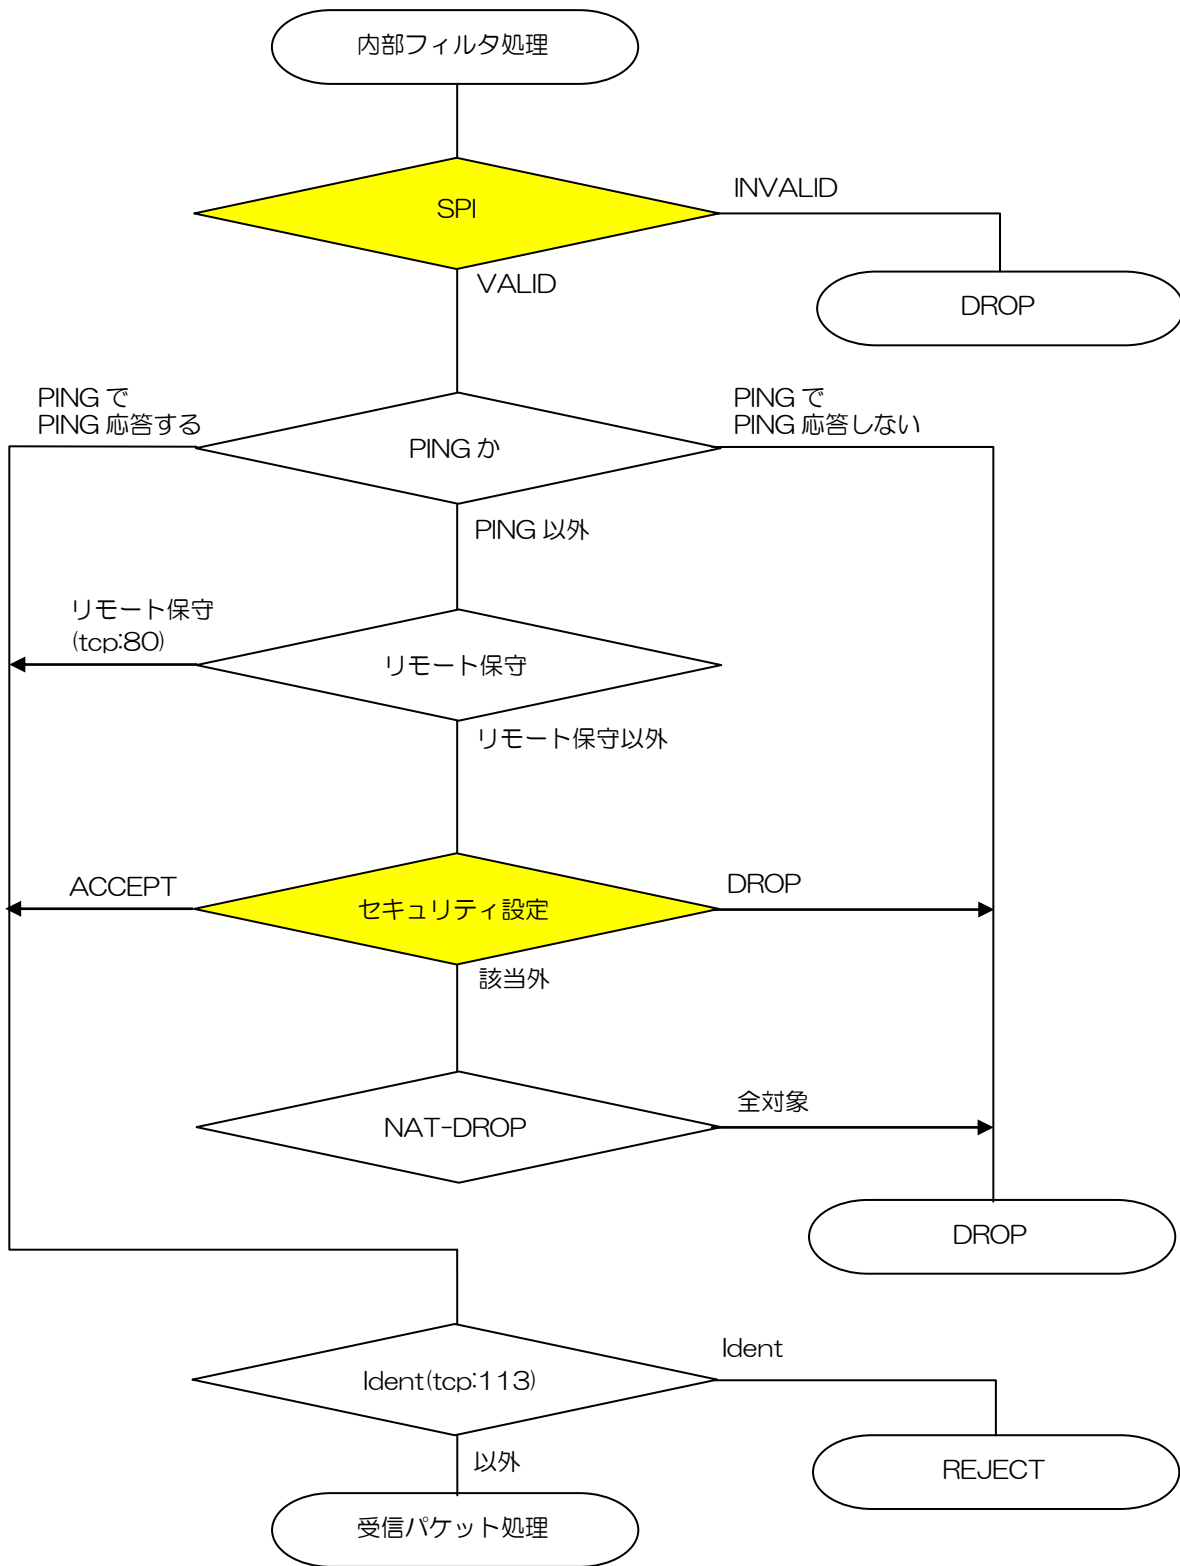 内部フィルタ処理
SPI
INVALID
VALID
DROP
PING で
PING 応答する
PING で
PING 応答しない
PING か
PING 以外
リモート保守
(tcp:80)
リモート保守
リモート保守以外
ACCEPT
セキュリティ設定
DROP
該当外
NAT-DROP
全対象
DROP
Ident(tcp:113)
Ident
以外
REJECT
受信パケット処理